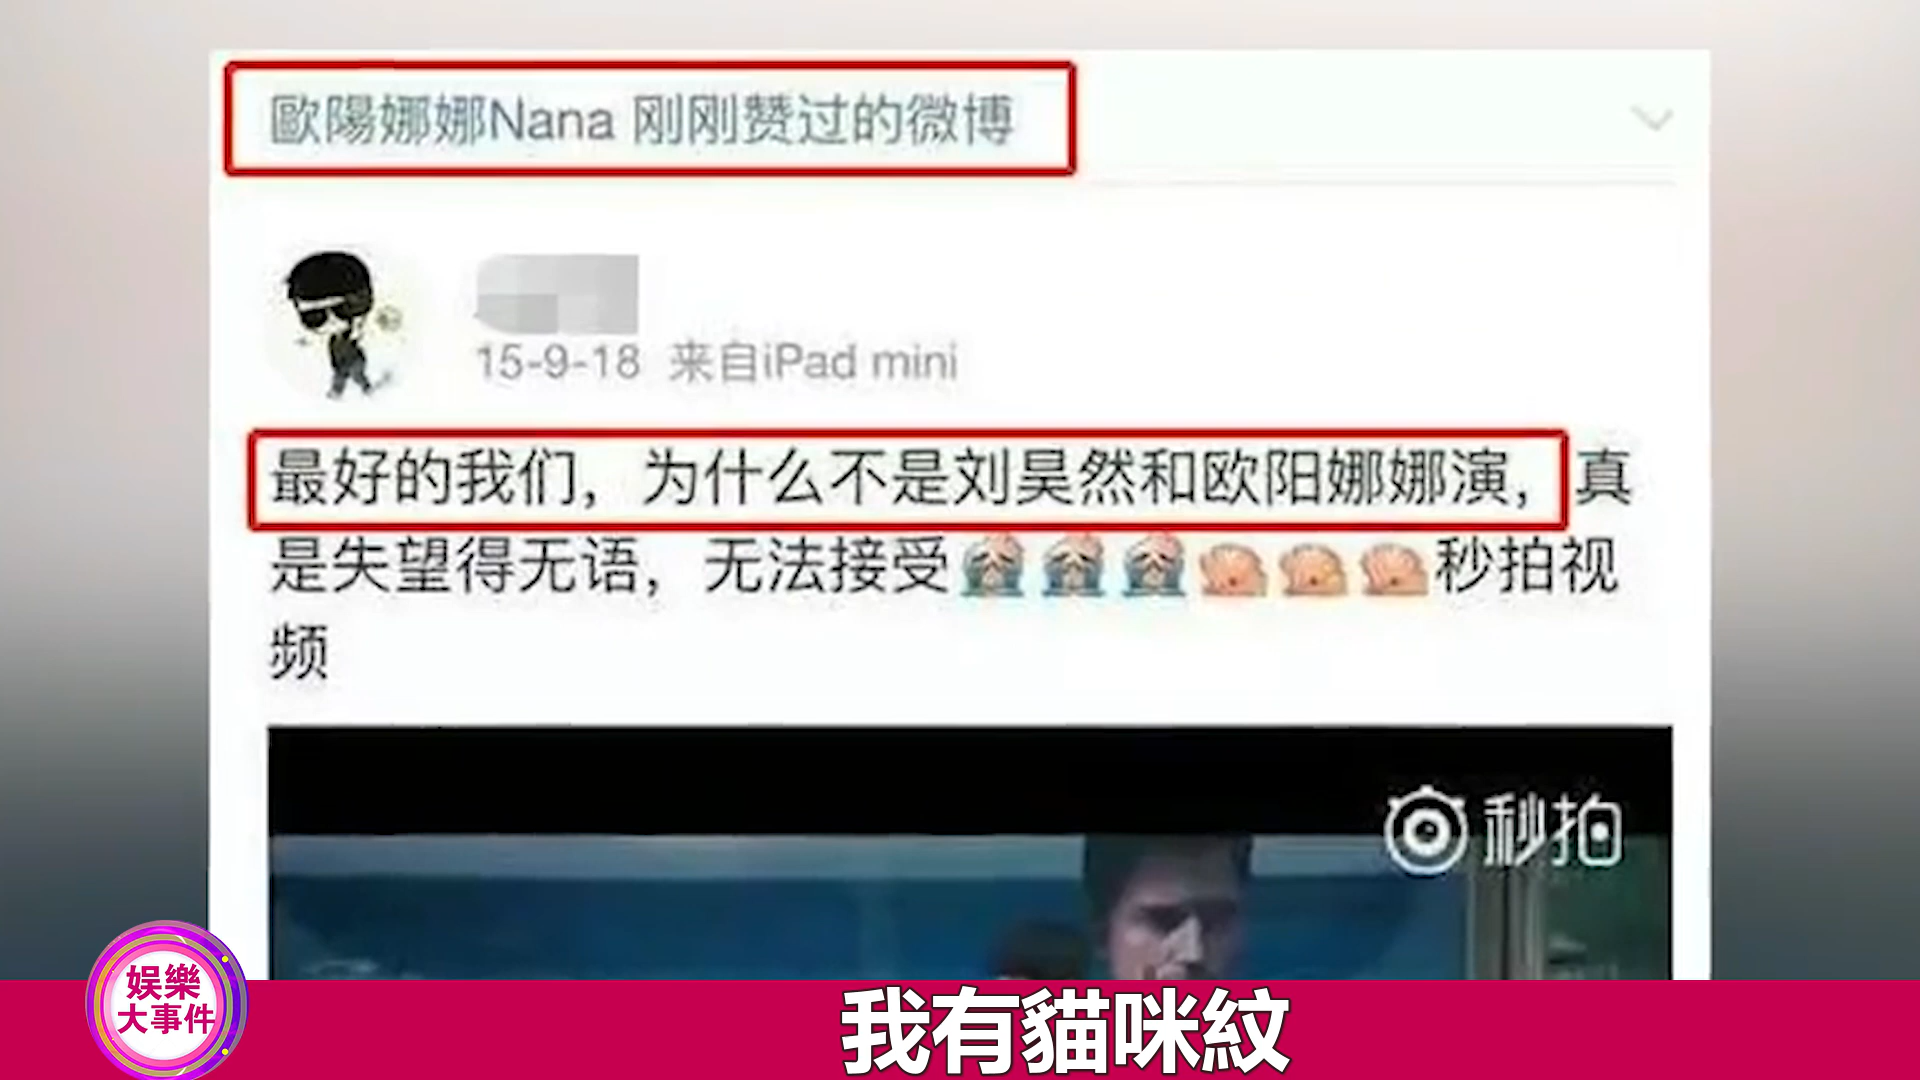 歐陽娜娜Nana 刚刚赞过的微博
15-9-18 来自iPad mini
最好的我们，为什么不是刘昊然和欧阳娜娜演，真
是失望得无语，无法接受秒拍视
频
秒拍
娱樂
大事件
我有貓咪紋